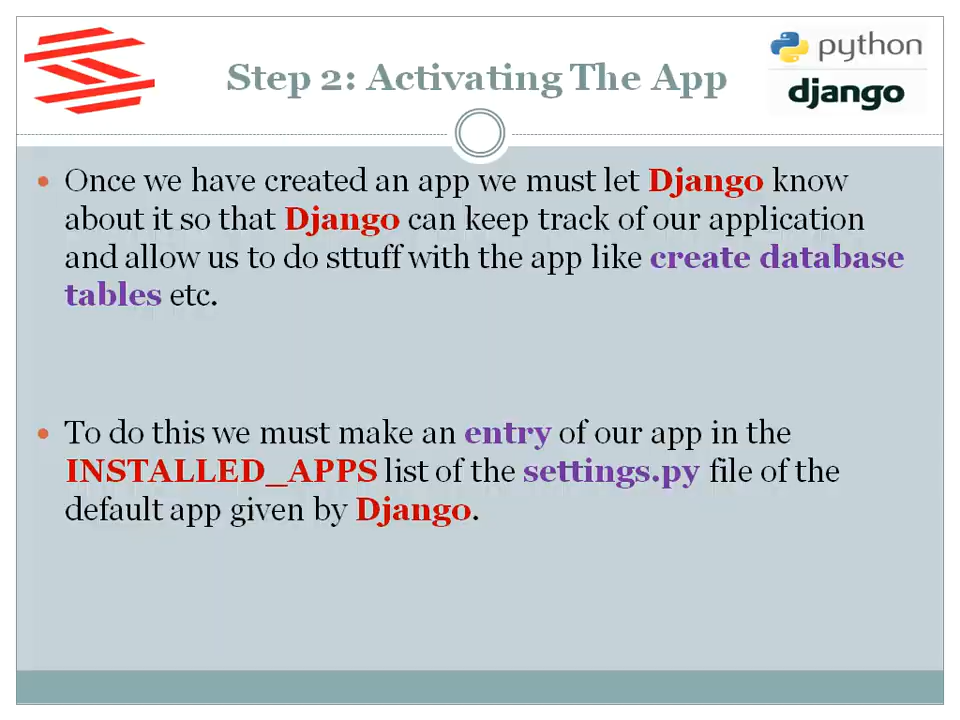 Step 2: Activating The App
python
django
• Once we have created an app we must let Django know
about it so that Django can keep track of our application
and allow us to do sttuff with the app like create database
tables etc.
• To do this we must make an entry of our app in the
INSTALLED_APPS list of the settings.py file of the
default app given by Django.